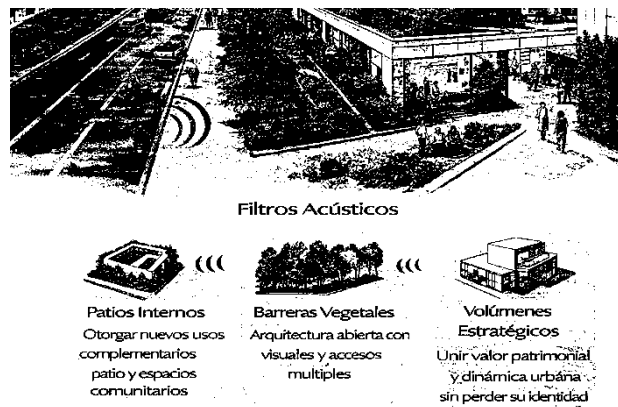 Filtros Acústicos
Patios Internos
Otorgar nuevos usos
complementarios
patio y espacios
comunitarios
Barreras Vegetales
Arquitectura abierta con
visuales y accesos
multiples
Volúmenes
Estratégicos
Unir valor patrimonial
y dinámica urbana
sin perder su identidad